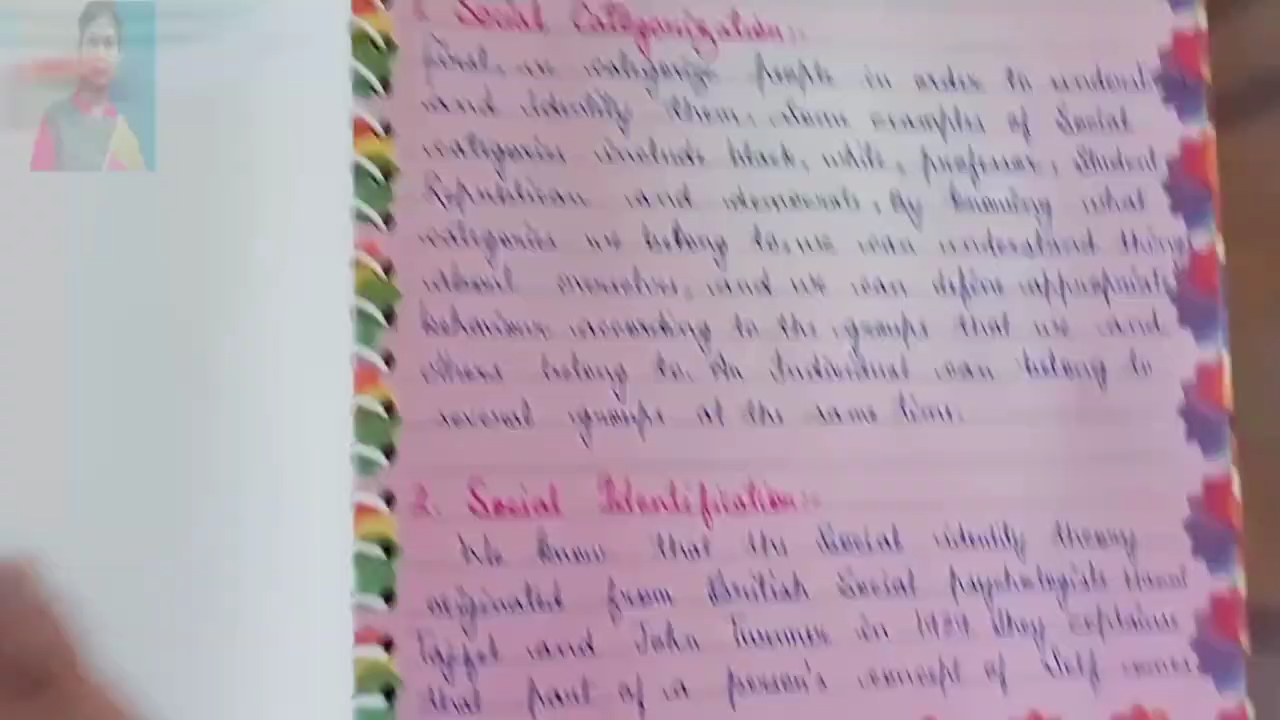 1. Social Categorization:-
First, we categorize people in order to underst
and identify them. Some examples of Social
categories include black, white, professor, Student
Republican and democrats. By knowing what
categories we belong to, we can understand thing
about ourselves, and we can define appropriate
behaviour according to the groups that we and
others belong to. An Individual can belong to
several groups at the same time.
2. Social Identification:-
We know that the Social identity theory
originated from British Social psychologists Henri
Tajfel and John Turner in They explains
that part of a person's concept of Self comes